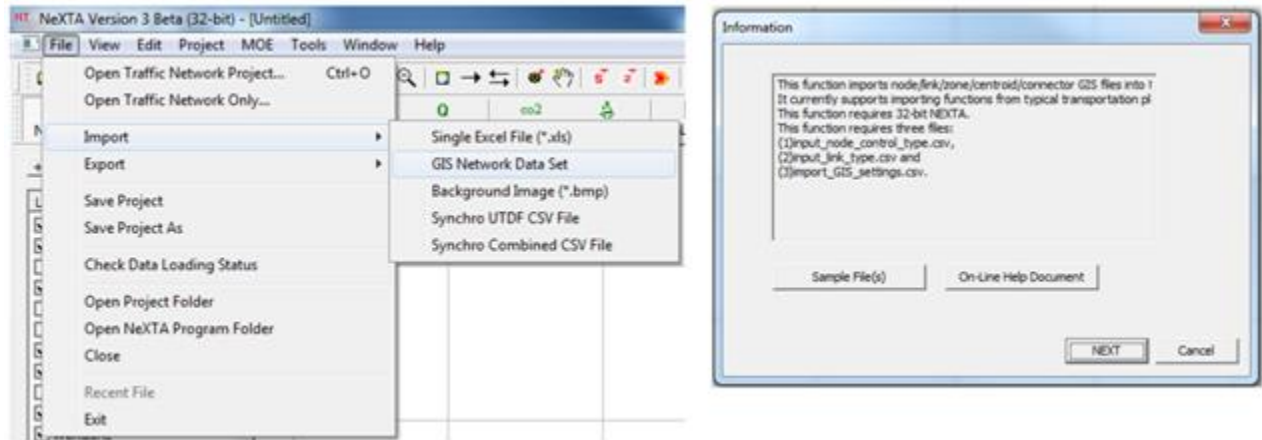 NeXTA Version 3 Beta (32-bit) - [Untitled]
File View Edit Project MOE Tools Window Help
Open Traffic Network Project... Ctrl+O
Open Traffic Network Only...
Q co2
Import
Export
Save Project
Save Project As
Check Data Loading Status
Open Project Folder
Open NeXTA Program Folder
Close
Recent File
Exit
Single Excel File (*.xls)
GIS Network Data Set
Background Image (*.bmp)
Synchro UTDF CSV File
Synchro Combined CSV File
Information
This function imports node/link/zone/centroid/connector GIS files into
It currently supports importing functions from typical transportation pl
This function requires 32-bit NEXTA.
This function requires three files:
(1)input_node_control_type.csv,
(2)input_link_type.csv and
(3)import_GIS_settings.csv.
Sample File(s) On-Line Help Document
NEXT Cancel